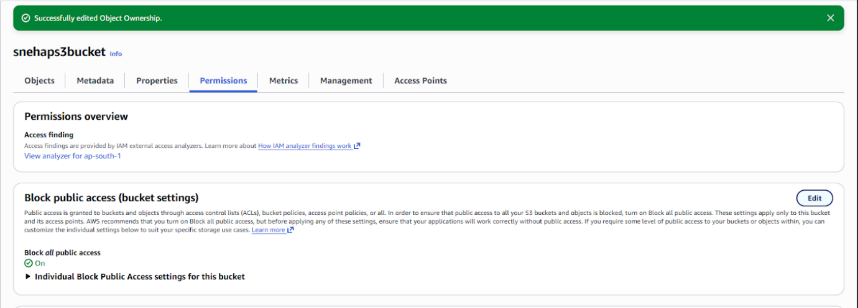 Successfully edited Object Ownership.
snehaps3bucket Info
Objects Metadata Properties Permissions Metrics Management Access Points
Permissions overview
Access finding
Access findings are provided by IAM external access analyzers. Learn more about How IAM analyzer findings work
View analyzer for ap-south-1
Block public access (bucket settings)
Edit
Public access is granted to buckets and objects through access control lists (ACLs), bucket policies, access point policies, or all. In order to ensure that public access to all your S3 buckets and objects is blocked, turn on Block all public access. These settings apply only to this bucket
and its access points. AWS recommends that you turn on Block all public access, but before applying any of these settings, ensure that your applications will work correctly without public access. If you require some level of public access to your buckets or objects within, you can
customize the individual settings below to suit your specific storage use cases. Learn more
Block all public access
On
Individual Block Public Access settings for this bucket